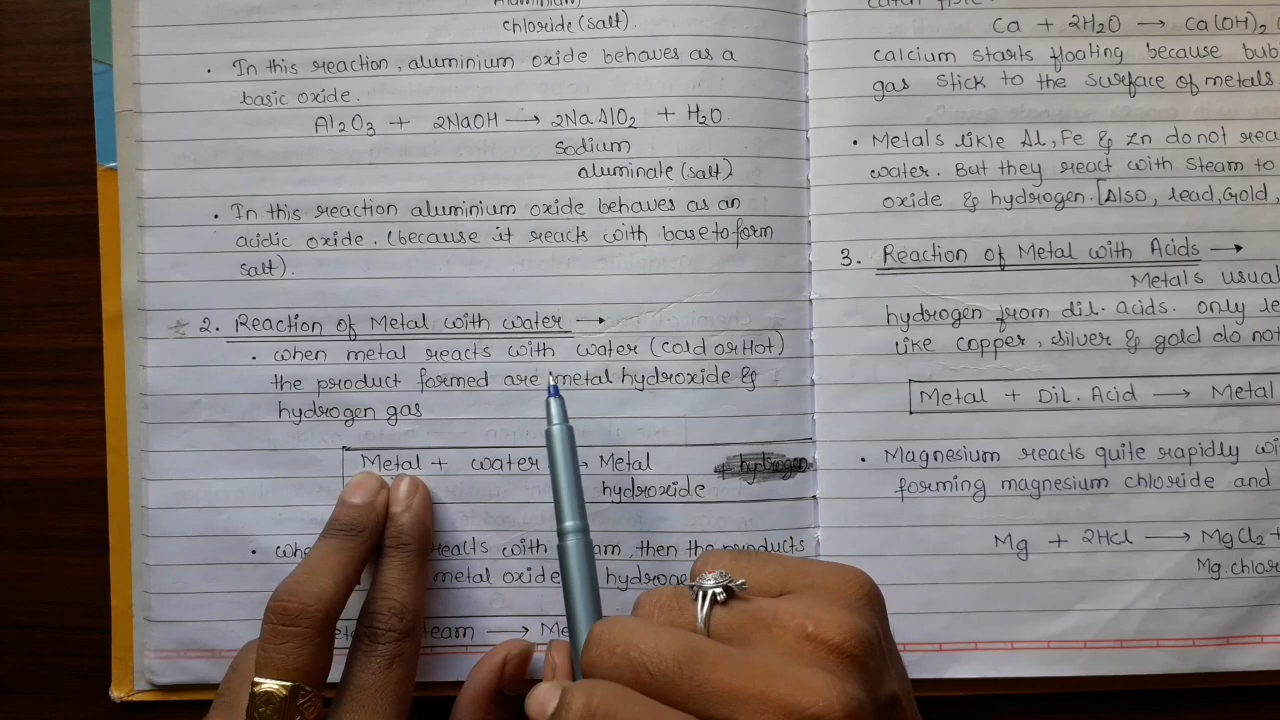 chloride (salt).
• In this reaction, aluminium oxide behaves as a
basic oxide.
Al2O3 + 2NaOH → 2NaAlO2 + H2O.
Sodium
aluminate (salt)
• In this reaction aluminium oxide behaves as an
acidic oxide. (because it reacts with base to form
salt).
2. Reaction of Metal with water →
• when metal reacts with water (cold or Hot)
the product formed are metal hydroxide &
hydrogen gas
Metal + water → Metal + hydrogen
hydroxide
• reacts with then the products
metal oxide
→
Ca + 2H2O → Ca(OH)2
calcium starts floating because
gas stick to the surface of metals
• Metals like Al, Fe & Zn do not
water. But they react with steam to
oxide & hydrogen. [Also, lead, Gold,
3. Reaction of Metal with Acids →
Metals
hydrogen from dil. acids. only
like copper, silver & gold do not
Metal + Dil. Acid → Metal
• Magnesium reacts quite rapidly
forming magnesium chloride and
Mg + 2HCl → MgCl2 +
Mg.